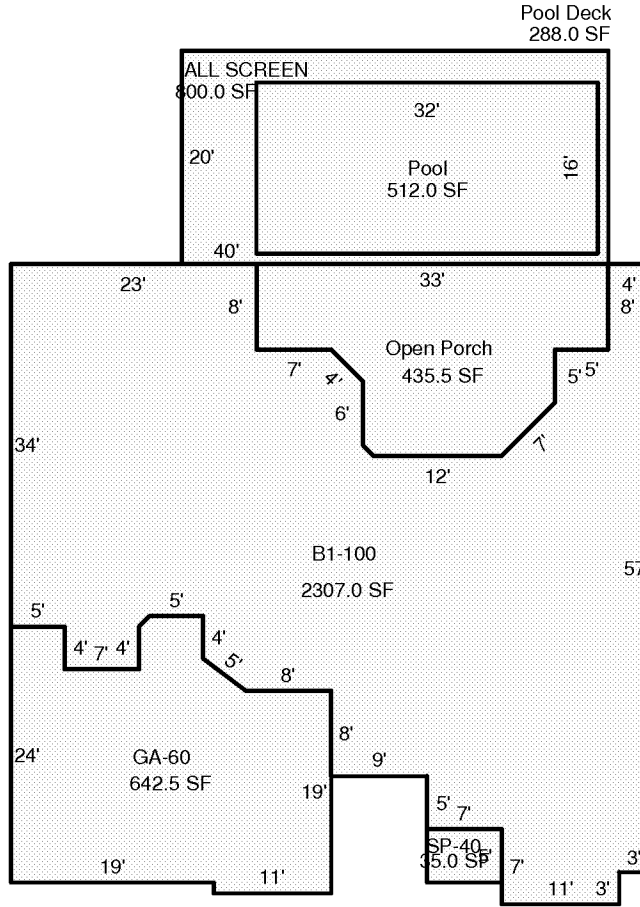 Pool Deck
288.0 SF
ALL SCREEN
800.0 SF
32'
20'
16'
Pool
512.0 SF
40'
23'
33'
4'
8'
8'
Open Porch
435.5 SF
7'
4'
5'
5'
6'
7'
12'
34'
B1-100
2307.0 SF
57
5'
5'
4'
7'
4'
4'
5'
8'
8'
24'
GA-60
642.5 SF
9'
19'
5'
7'
SP-40
35.0 SF
5'
7'
19'
11'
11'
3'
3'